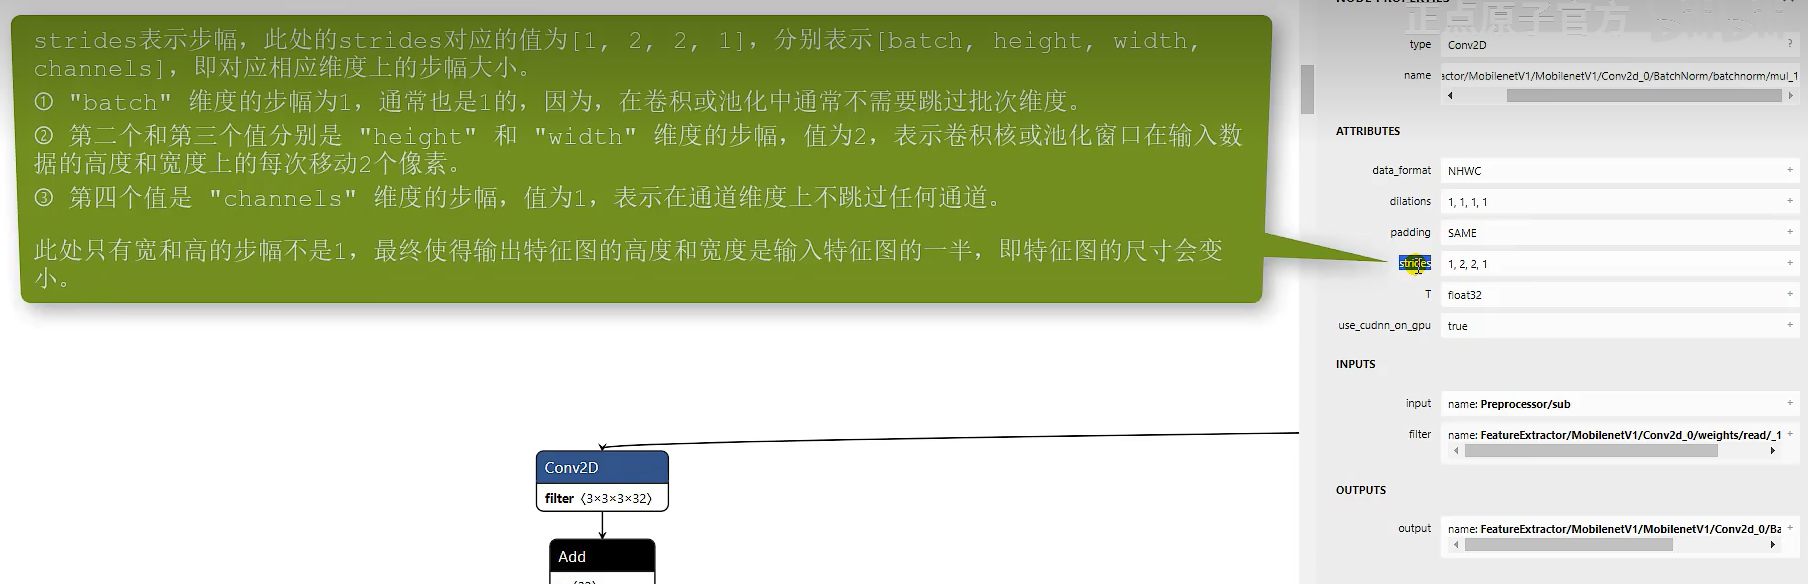 strides表示步幅，此处的strides对应的值为[1, 2, 2, 1]，分别表示[batch, height, width,
channels]，即对应相应维度上的步幅大小。
① "batch" 维度的步幅为1，通常也是1的，因为，在卷积或池化中通常不需要跳过批次维度。
② 第二个和第三个值分别是 "height" 和 "width" 维度的步幅，值为2，表示卷积核或池化窗口在输入数
据的高度和宽度上的每次移动2个像素。
③ 第四个值是 "channels" 维度的步幅，值为1，表示在通道维度上不跳过任何通道。
此处只有宽和高的步幅不是1，最终使得输出特征图的高度和宽度是输入特征图的一半，即特征图的尺寸会变
小。
Conv2D
filter 〈3×3×3×32〉
Add
NODE PROPERTIES
正点原子官方
type Conv2D ?
name actor/MobilenetV1/MobilenetV1/Conv2d_0/BatchNorm/batchnorm/mul_1
ATTRIBUTES
data_format NHWC +
dilations 1, 1, 1, 1 +
padding SAME +
strides 1, 2, 2, 1 +
T float32 +
use_cudnn_on_gpu true +
INPUTS
input name: Preprocessor/sub +
filter name: FeatureExtractor/MobilenetV1/Conv2d_0/weights/read/_1 +
OUTPUTS
output name: FeatureExtractor/MobilenetV1/MobilenetV1/Conv2d_0/Ba +